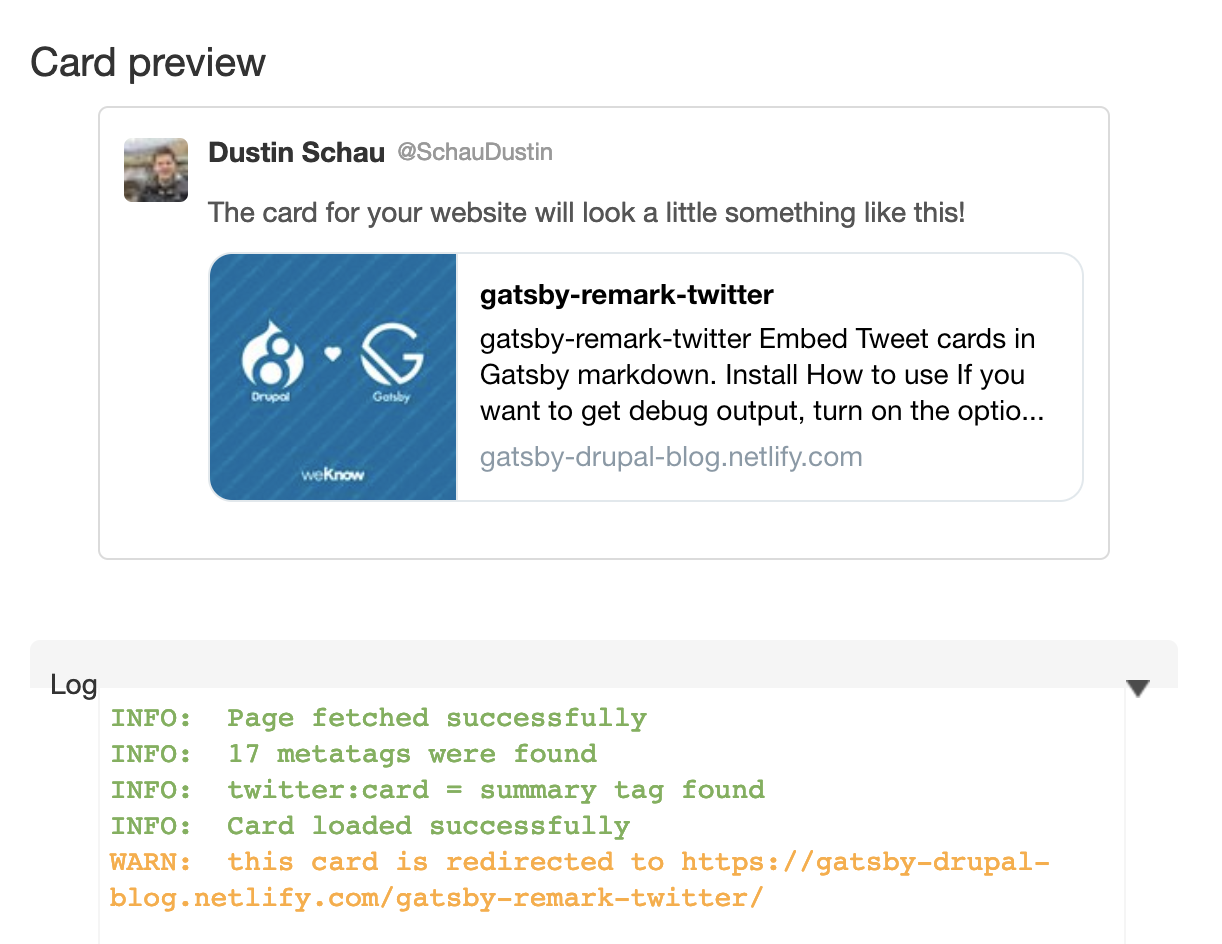 Card preview
Dustin Schau @SchauDustin
The card for your website will look a little something like this!
Drupal
Gatsby
weKnow
gatsby-remark-twitter
gatsby-remark-twitter Embed Tweet cards in
Gatsby markdown. Install How to use If you
want to get debug output, turn on the optio...
gatsby-drupal-blog.netlify.com
Log
INFO:  Page fetched successfully
INFO:  17 metatags were found
INFO:  twitter:card = summary tag found
INFO:  Card loaded successfully
WARN:  this card is redirected to https://gatsby-drupal-
blog.netlify.com/gatsby-remark-twitter/